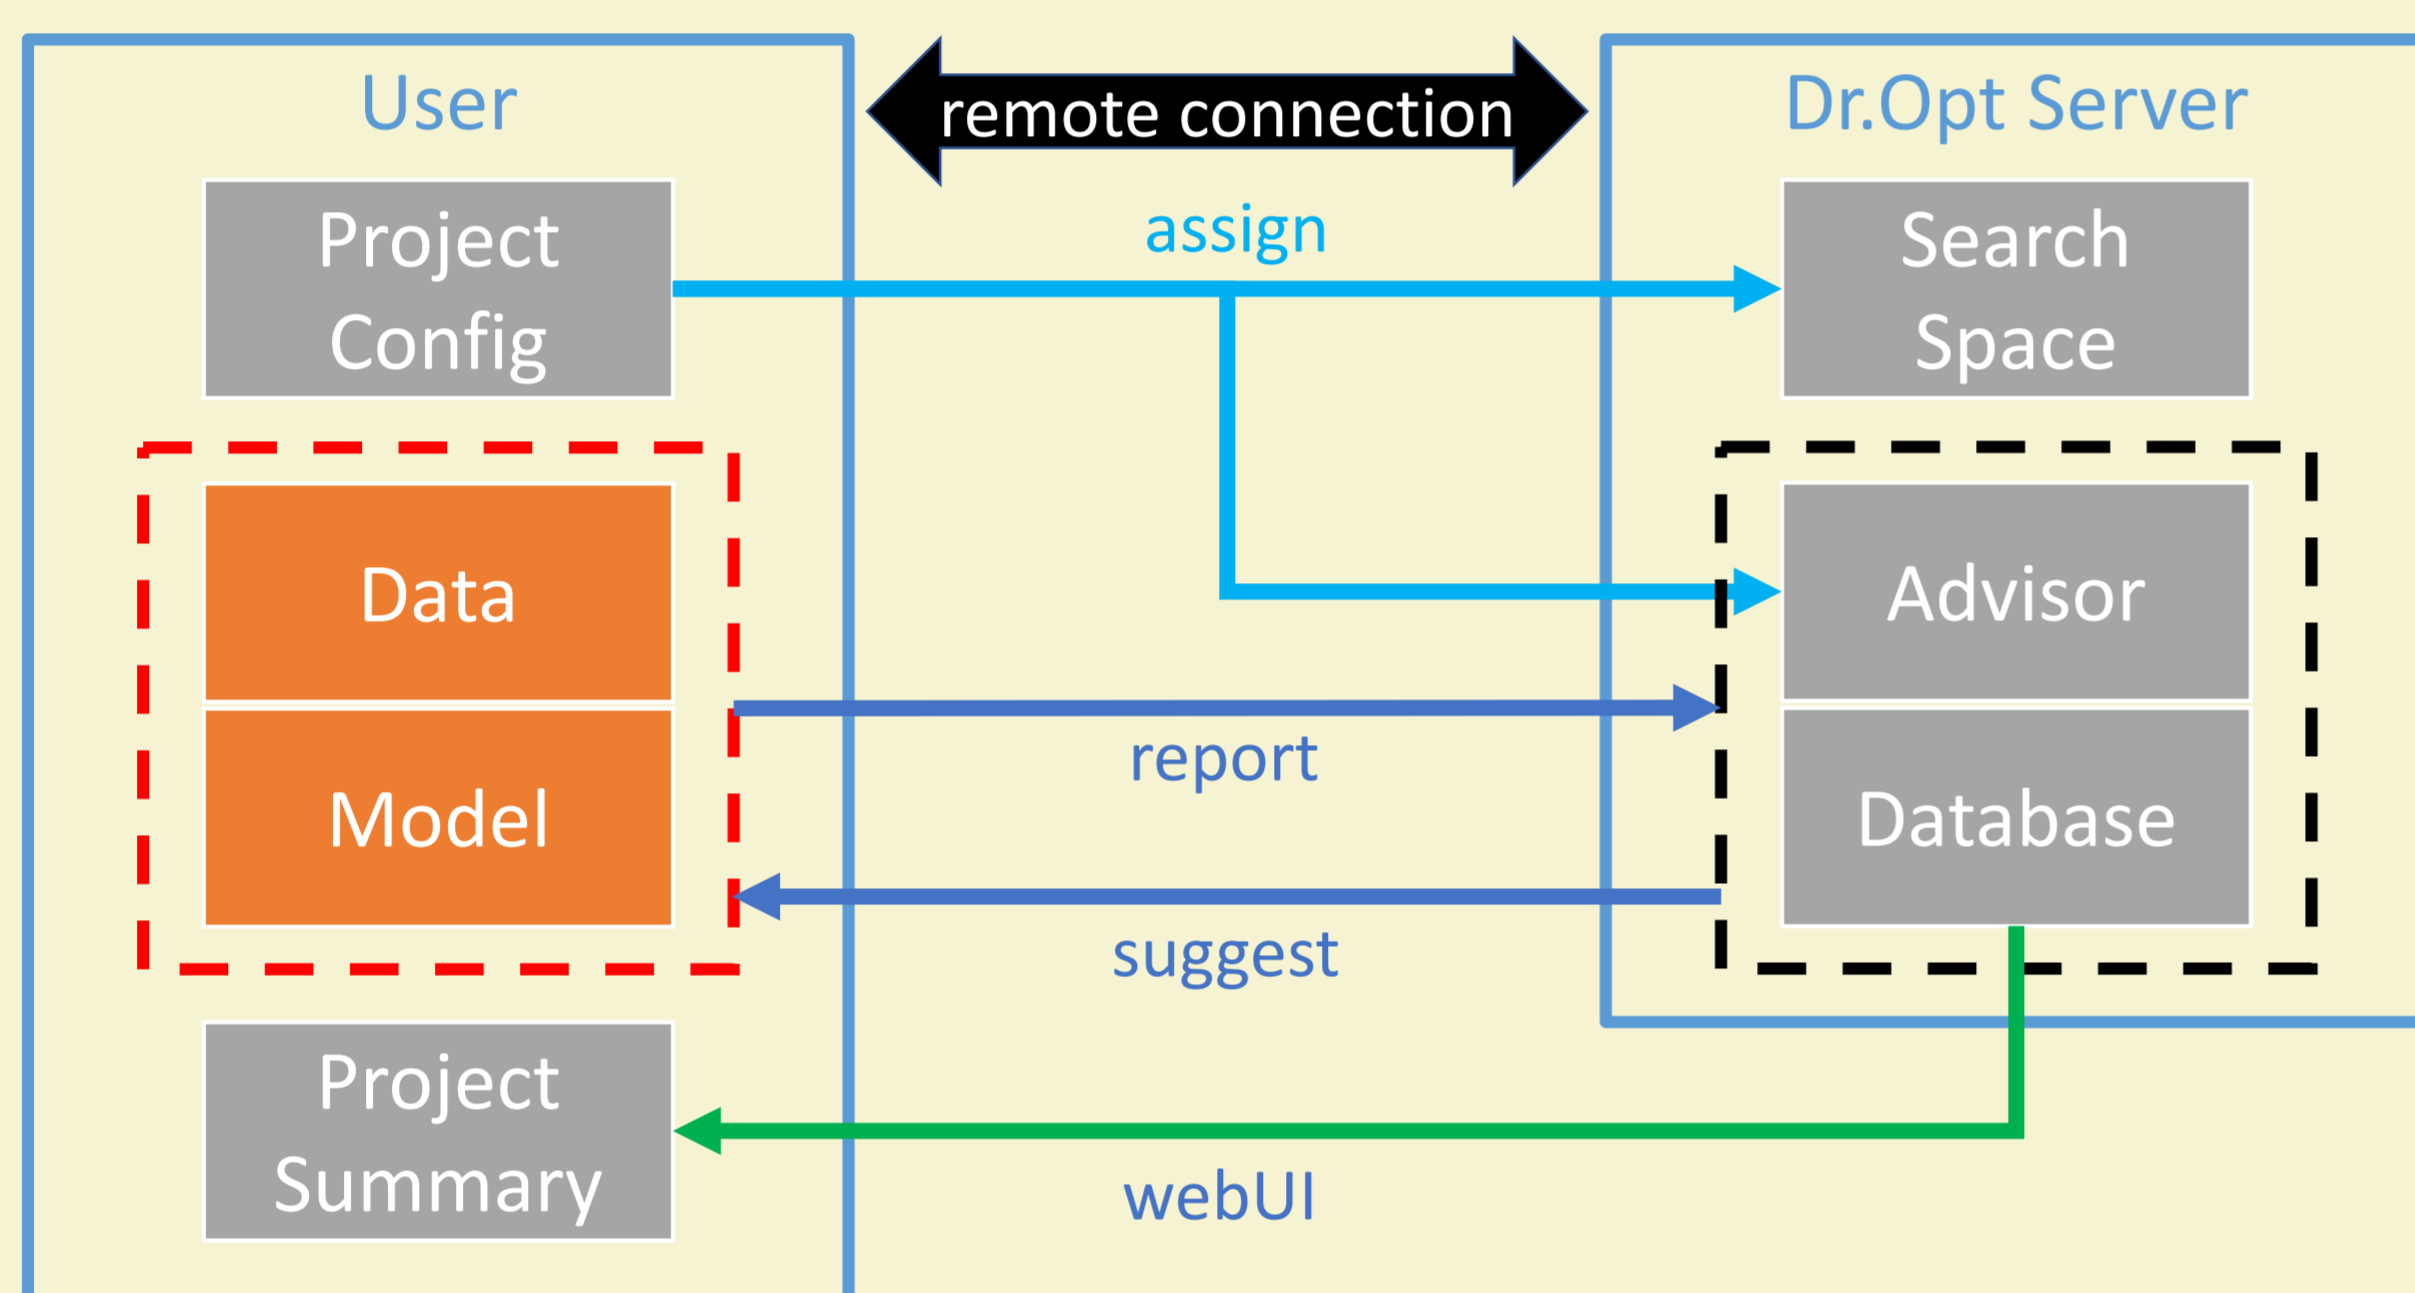 User
remote connection
Dr.Opt Server
Project
Config
assign
Search
Space
Data
Advisor
Model
report
Database
suggest
Project
Summary
webUI